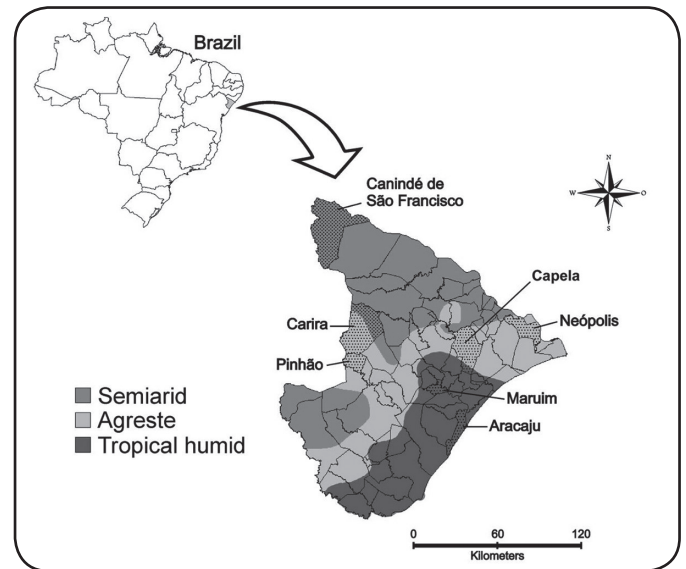 Brazil
Canindé de
São Francisco
N
W
O
S
Capela
Carira
Neópolis
Pinhão
Maruim
Aracaju
Semiarid
Agreste
Tropical humid
0 60 120
Kilometers